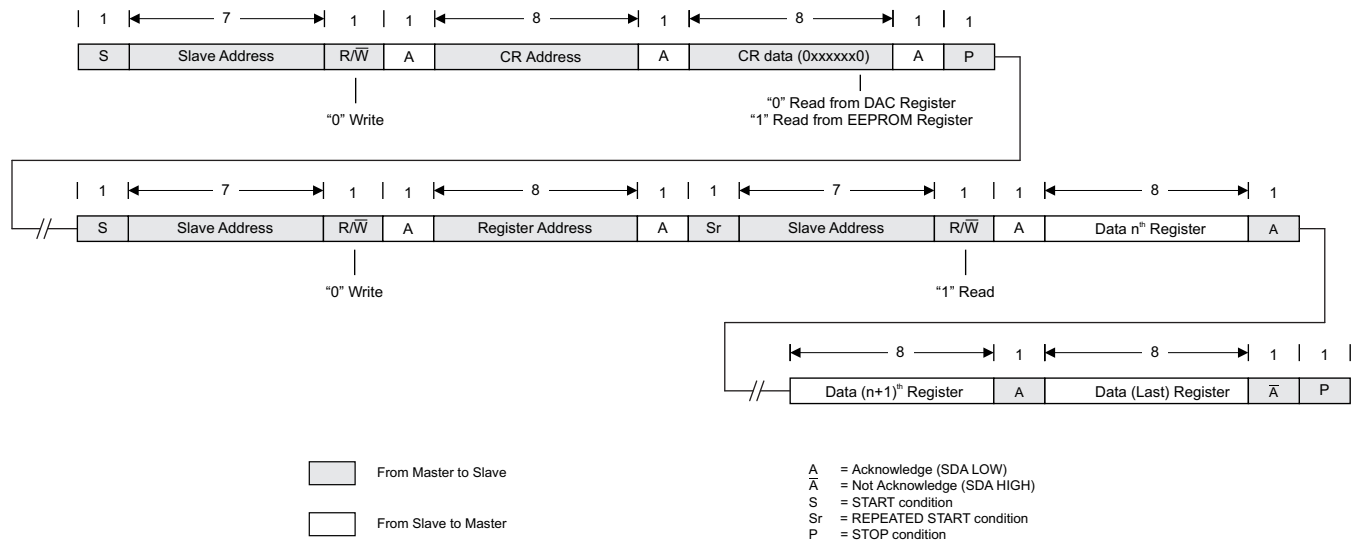 1 7 1 1 8 1 8 1 1
S Slave Address R/W̅ A CR Address A CR data (0xxxxxx0) A P
"0" Write
"0" Read from DAC Register
"1" Read from EEPROM Register
1 7 1 1 8 1 1 7 1 1 8 1
S Slave Address R/W̅ A Register Address A Sr Slave Address R/W̅ A Data nᵗʰ Register A
"0" Write
"1" Read
8 1 8 1 1
Data (n+1)ᵗʰ Register A Data (Last) Register A̅ P
From Master to Slave
From Slave to Master
A = Acknowledge (SDA LOW)
A̅ = Not Acknowledge (SDA HIGH)
S = START condition
Sr = REPEATED START condition
P = STOP condition